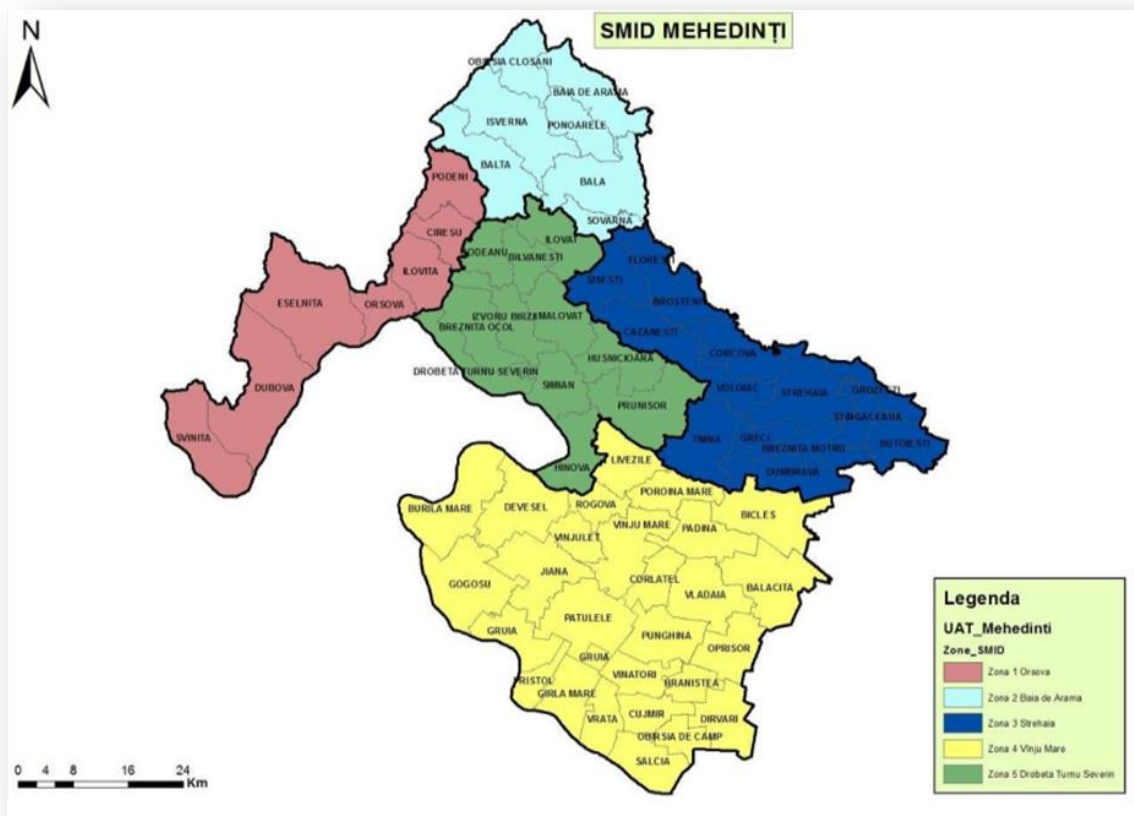 SMID MEHEDINȚI
N
OBIRSIA CLOSANI
BAIA DE ARAMA
ISVERNA
PONOARELE
BALTA
BALA
PODENI
SOVARNA
CIRESU
ILOVAT
GODEANU
BILVANESTI
FLORESTI
ILOVITA
SISESTI
ESELNITA
ORSOVA
BROSTENI
IZVORU BIRZII
MALOVAT
BREZNITA OCOL
CAZANESTI
CORCOVA
HUSNICIOARA
DROBETA TURNU SEVERIN
DUBOVA
SIMIAN
VOLOIAC
STREHAIA
GROZESTI
PRUNISOR
STINGACEAUA
SVINITA
TIMNA
GRECI
BREZNITA MOTRU
BUTOIESTI
HINOVA
LIVEZILE
DUMBRAVA
POROINA MARE
BURILA MARE
DEVESEL
ROGOVA
BICLES
VINJU MARE
PADINA
VINJULET
JIANA
GOGOSU
CORLATEL
VLADAIA
BALACITA
PATULELE
GRUIA
PUNGHINA
OPRISOR
GRUIA
PRISTOL
VINATORI
BRANISTEA
GIRLA MARE
VRATA
CUJMIR
DIRVARI
OBIRSIA DE CAMP
SALCIA
Legenda
UAT_Mehedinti
Zone_SMID
Zona 1 Orsova
Zona 2 Baia de Arama
Zona 3 Strehaia
Zona 4 Vînju Mare
Zona 5 Drobeta Turnu Severin
0 4 8 16 24
Km